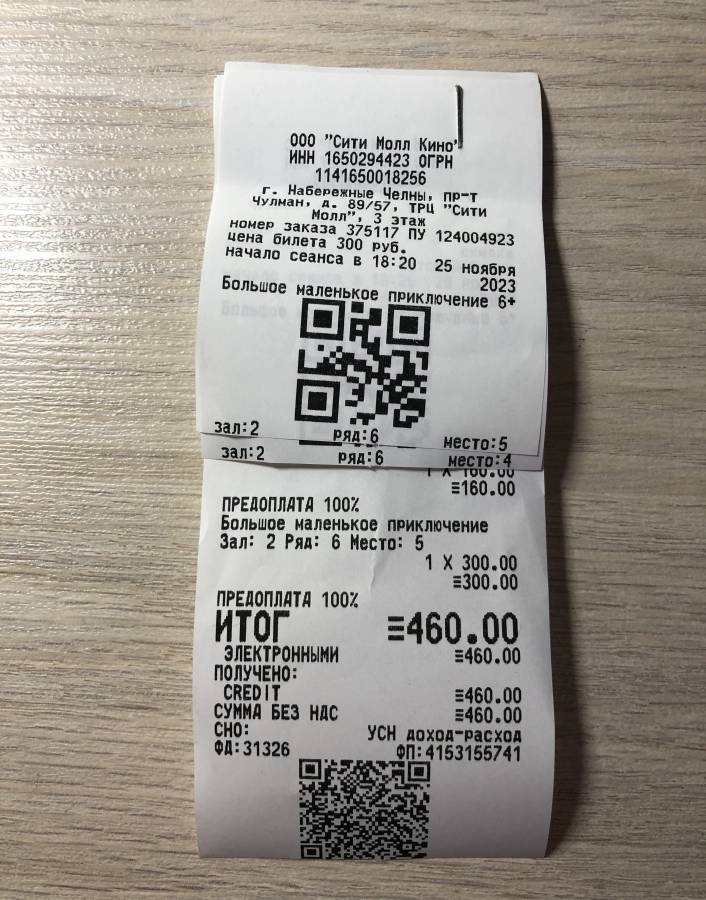 ООО "Сити Молл Кино"
ИНН 1650294423 ОГРН
1141650018256
г. Набережные Челны, пр-т
Чулман, д. 89/57, ТРЦ "Сити
Молл", 3 этаж
номер заказа 375117 ПУ 124004923
цена билета 300 руб.
начало сеанса в 18:20 25 ноября
2023
Большое маленькое приключение 6+
зал:2 ряд:6 место:5
зал:2 ряд:6 место:4
1 X 160.00
≡160.00
ПРЕДОПЛАТА 100%
Большое маленькое приключение
Зал: 2 Ряд: 6 Место: 5
1 X 300.00
≡300.00
ПРЕДОПЛАТА 100%
ИТОГ ≡460.00
ЭЛЕКТРОННЫМИ ≡460.00
ПОЛУЧЕНО:
CREDIT ≡460.00
СУММА БЕЗ НДС ≡460.00
СНО: УСН доход-расход
ФД:31326 ФП:4153155741